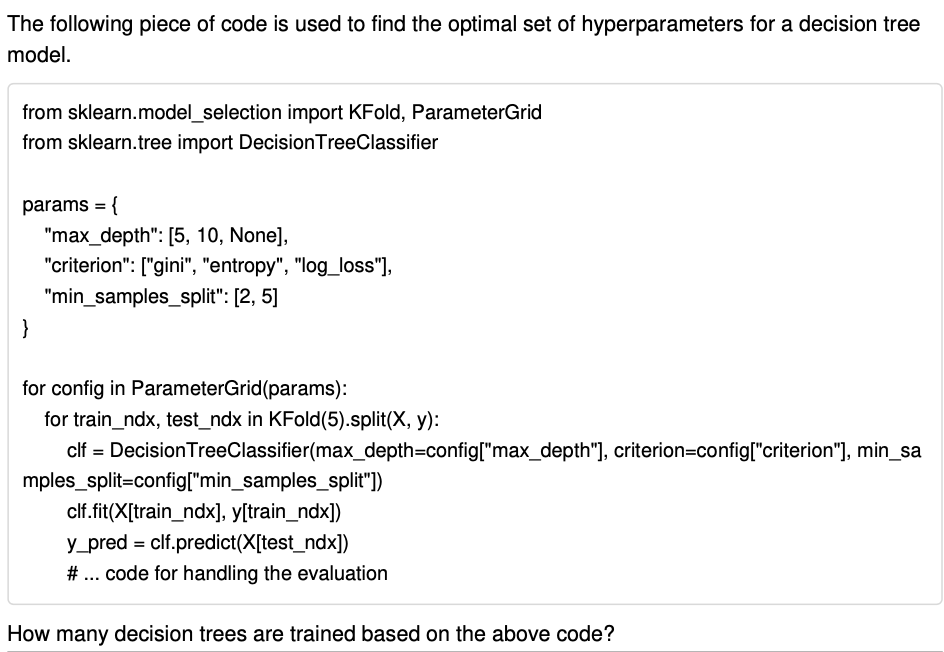 The following piece of code is used to find the optimal set of hyperparameters for a decision tree
model.
from sklearn.model_selection import KFold, ParameterGrid
from sklearn.tree import DecisionTreeClassifier
params = {
"max_depth": [5, 10, None],
"criterion": ["gini", "entropy", "log_loss"],
"min_samples_split": [2, 5]
}
for config in ParameterGrid(params):
for train_ndx, test_ndx in KFold(5).split(X, y):
clf = DecisionTreeClassifier(max_depth=config["max_depth"], criterion=config["criterion"], min_sa
mples_split=config["min_samples_split"])
clf.fit(X[train_ndx], y[train_ndx])
y_pred = clf.predict(X[test_ndx])
# ... code for handling the evaluation
How many decision trees are trained based on the above code?